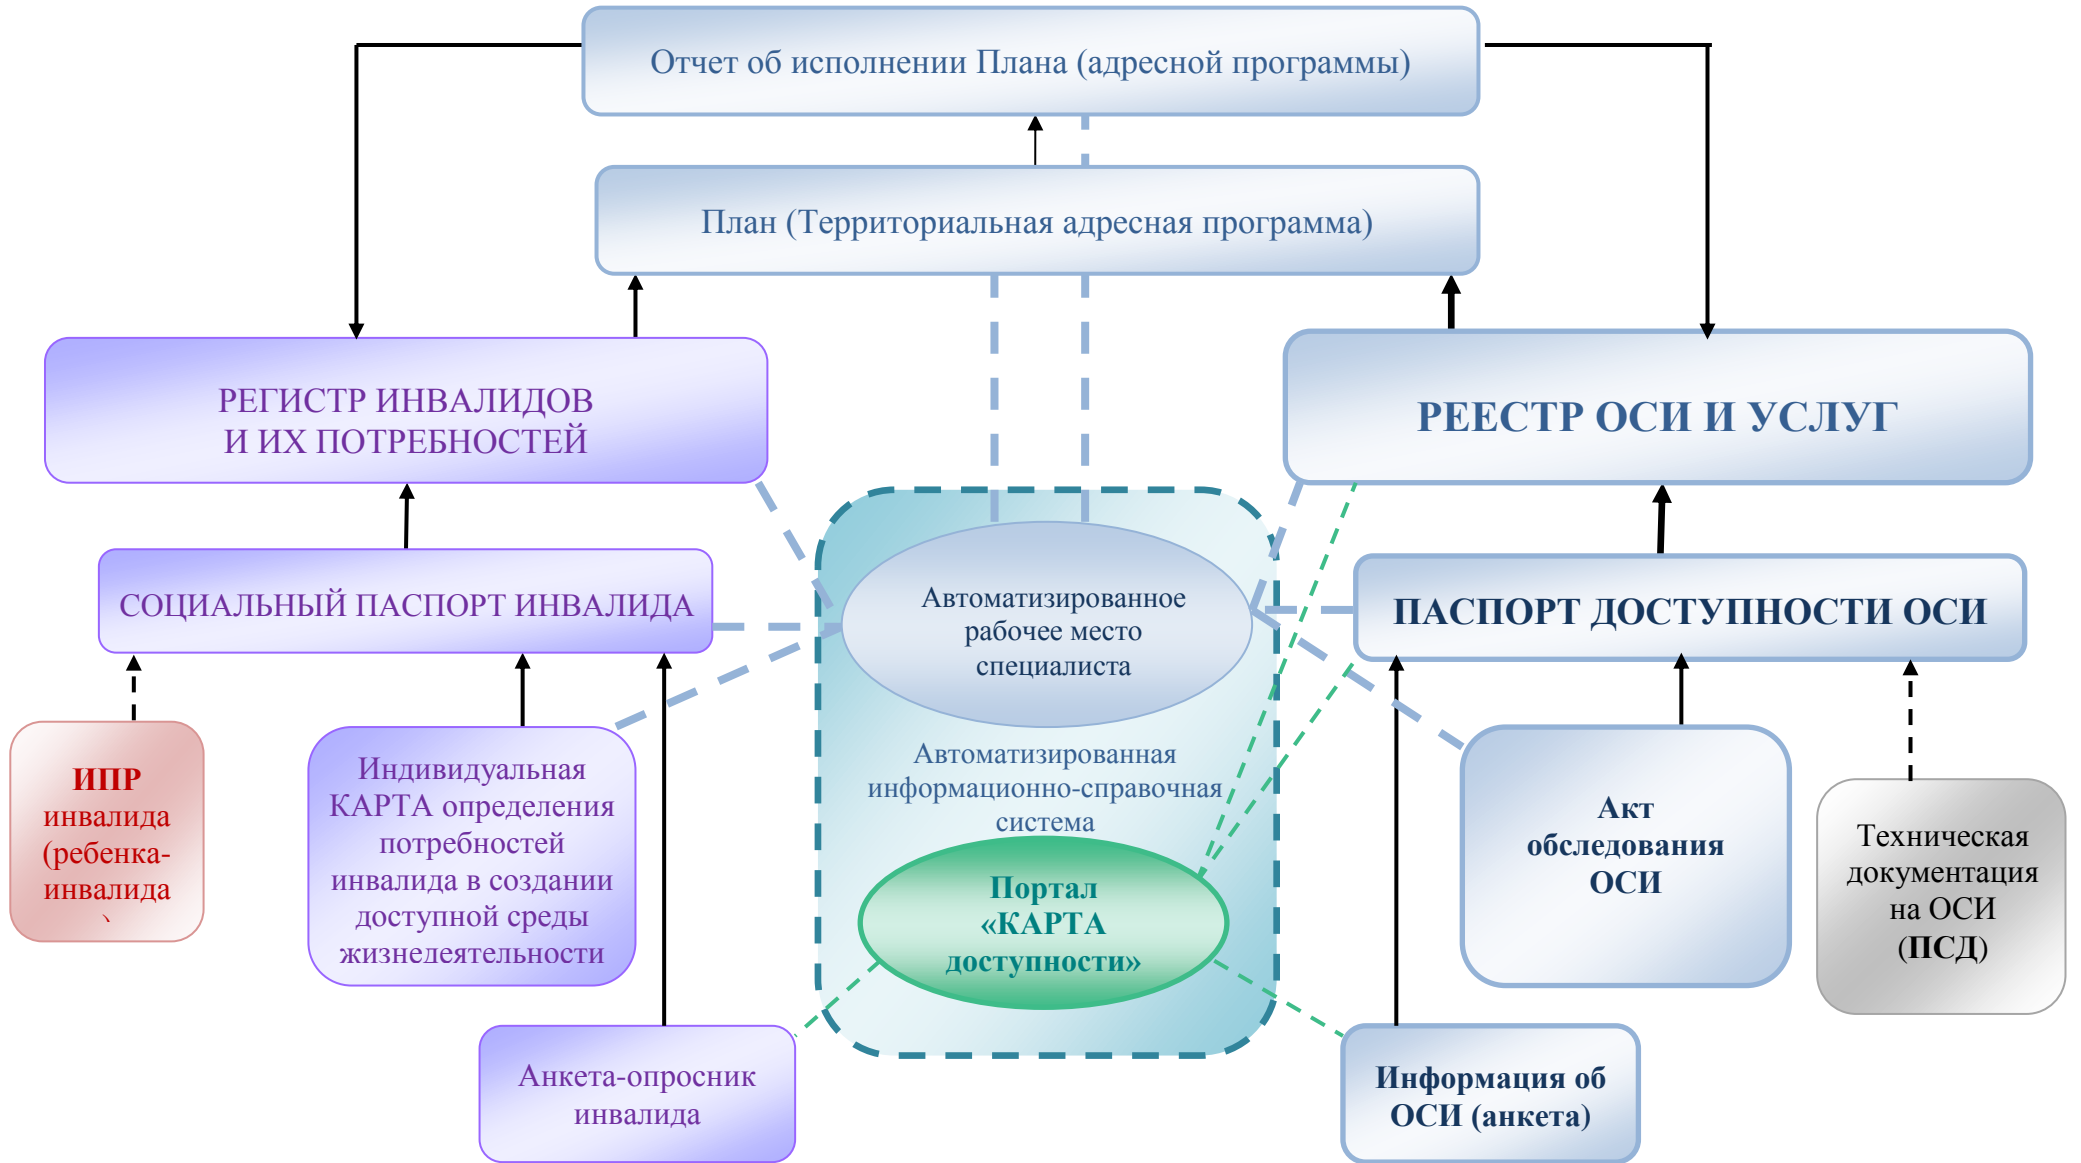 Отчет об исполнении Плана (адресной программы)
План (Территориальная адресная программа)
РЕГИСТР ИНВАЛИДОВ
И ИХ ПОТРЕБНОСТЕЙ
РЕЕСТР ОСИ И УСЛУГ
СОЦИАЛЬНЫЙ ПАСПОРТ ИНВАЛИДА
Автоматизированное
рабочее место
специалиста
ПАСПОРТ ДОСТУПНОСТИ ОСИ
ИПР
инвалида
(ребенка-
инвалида
)
Индивидуальная
КАРТА определения
потребностей
инвалида в создании
доступной среды
жизнедеятельности
Автоматизированная
информационно-справочная
система
Портал
«КАРТА
доступности»
Акт
обследования
ОСИ
Техническая
документация
на ОСИ
(ПСД)
Анкета-опросник
инвалида
Информация об
ОСИ (анкета)